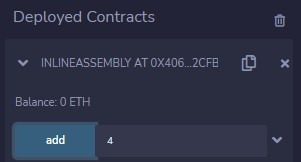 Deployed Contracts
INLINEASSEMBLY AT 0X406...2CFB
Balance: 0 ETH
add 4